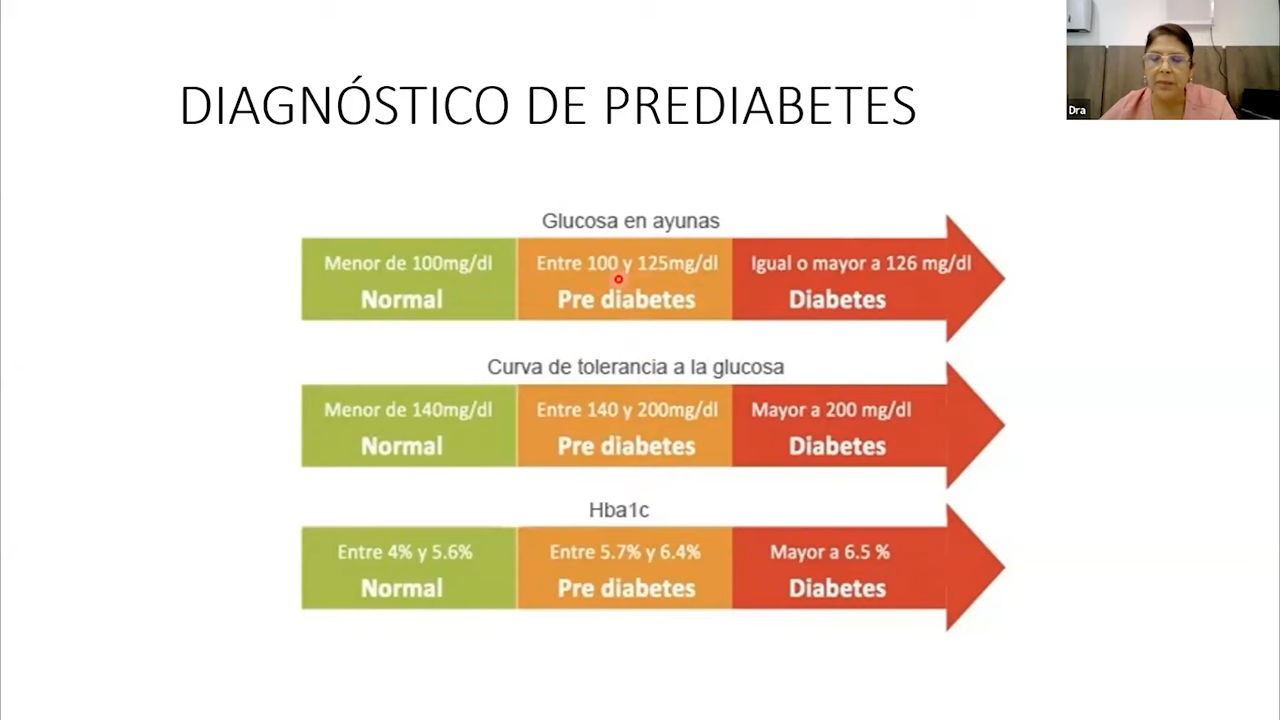 DIAGNÓSTICO DE PREDIABETES
Dra
Glucosa en ayunas
Menor de 100mg/dl
Entre 100 y 125mg/dl
Igual o mayor a 126 mg/dl
Normal
Pre diabetes
Diabetes
Curva de tolerancia a la glucosa
Menor de 140mg/dl
Entre 140 y 200mg/dl
Mayor a 200 mg/dl
Normal
Pre diabetes
Diabetes
Hba1c
Entre 4% y 5.6%
Entre 5.7% y 6.4%
Mayor a 6.5 %
Normal
Pre diabetes
Diabetes